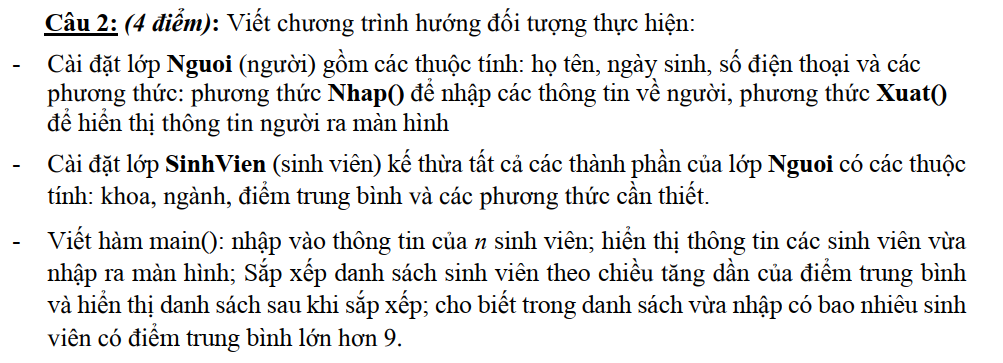 Câu 2: (4 điểm): Viết chương trình hướng đối tượng thực hiện:
- Cài đặt lớp Nguoi (người) gồm các thuộc tính: họ tên, ngày sinh, số điện thoại và các
phương thức: phương thức Nhap() để nhập các thông tin về người, phương thức Xuat()
để hiển thị thông tin người ra màn hình
- Cài đặt lớp SinhVien (sinh viên) kế thừa tất cả các thành phần của lớp Nguoi có các thuộc
tính: khoa, ngành, điểm trung bình và các phương thức cần thiết.
- Viết hàm main(): nhập vào thông tin của n sinh viên; hiển thị thông tin các sinh viên vừa
nhập ra màn hình; Sắp xếp danh sách sinh viên theo chiều tăng dần của điểm trung bình
và hiển thị danh sách sau khi sắp xếp; cho biết trong danh sách vừa nhập có bao nhiêu sinh
viên có điểm trung bình lớn hơn 9.